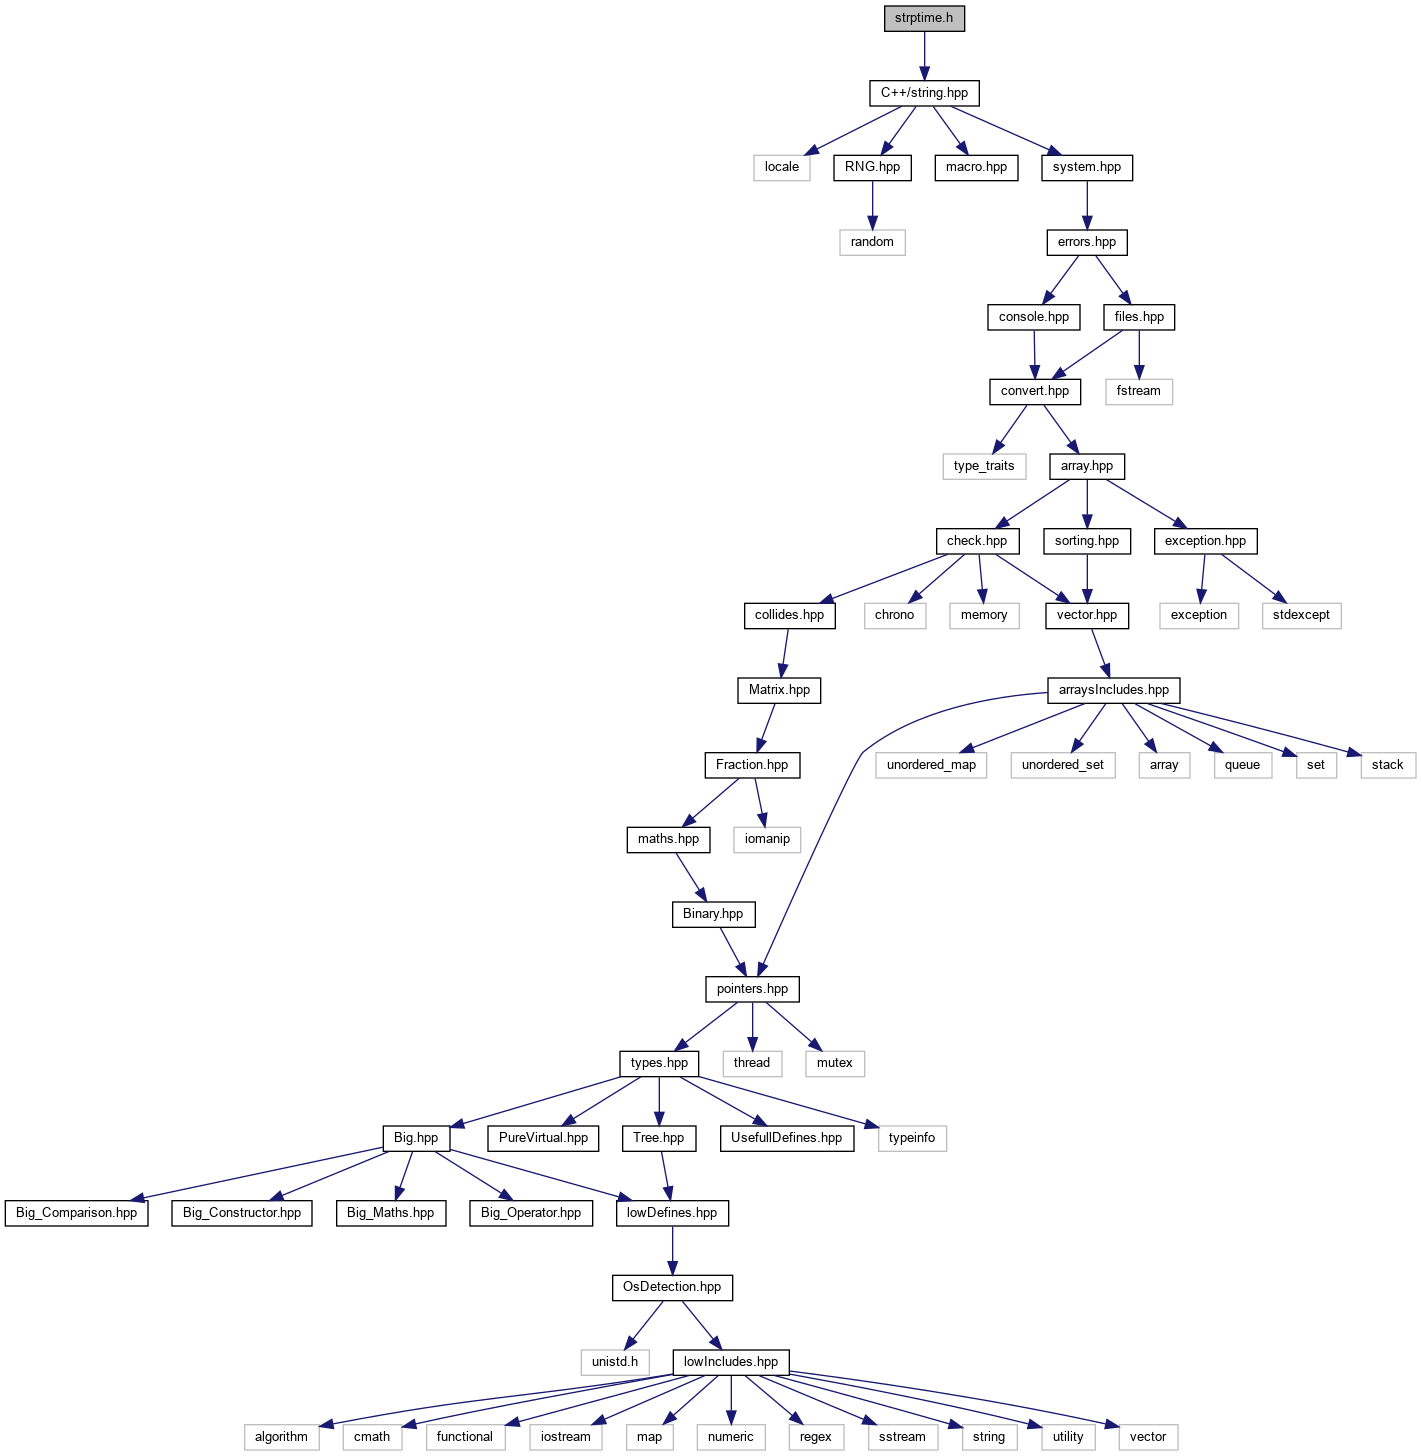 strptime.h
C++/string.hpp
locale
RNG.hpp
macro.hpp
system.hpp
random
errors.hpp
console.hpp
files.hpp
convert.hpp
fstream
type_traits
array.hpp
check.hpp
sorting.hpp
exception.hpp
collides.hpp
chrono
memory
vector.hpp
exception
stdexcept
Matrix.hpp
arraysIncludes.hpp
Fraction.hpp
unordered_map
unordered_set
array
queue
set
stack
maths.hpp
iomanip
Binary.hpp
pointers.hpp
types.hpp
thread
mutex
Big.hpp
PureVirtual.hpp
Tree.hpp
UsefullDefines.hpp
typeinfo
Big_Comparison.hpp
Big_Constructor.hpp
Big_Maths.hpp
Big_Operator.hpp
lowDefines.hpp
OsDetection.hpp
unistd.h
lowIncludes.hpp
algorithm
cmath
functional
iostream
map
numeric
regex
sstream
string
utility
vector